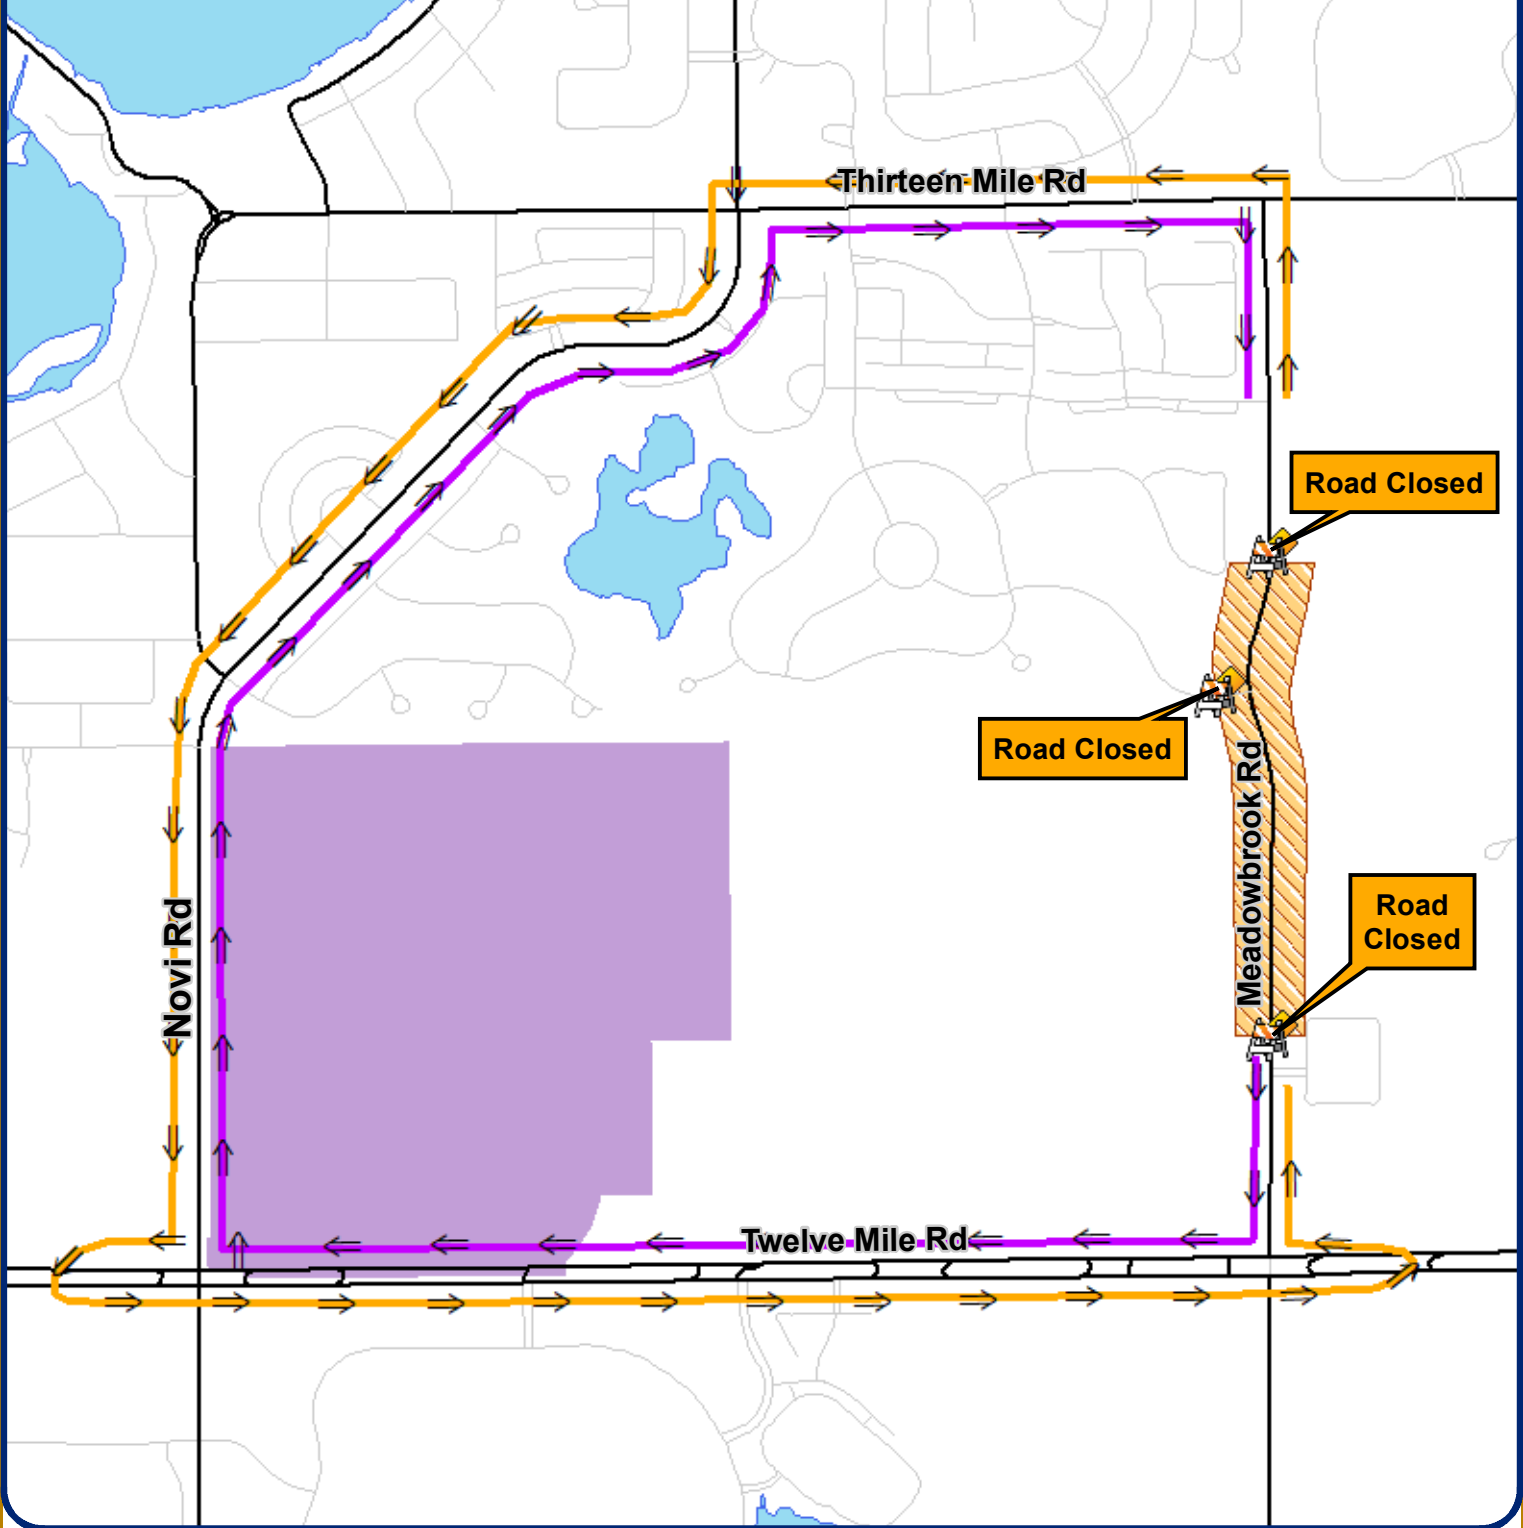 Thirteen Mile Rd
Road Closed
Road Closed
Meadowbrook Rd
Road
Closed
Novi Rd
Twelve Mile Rd